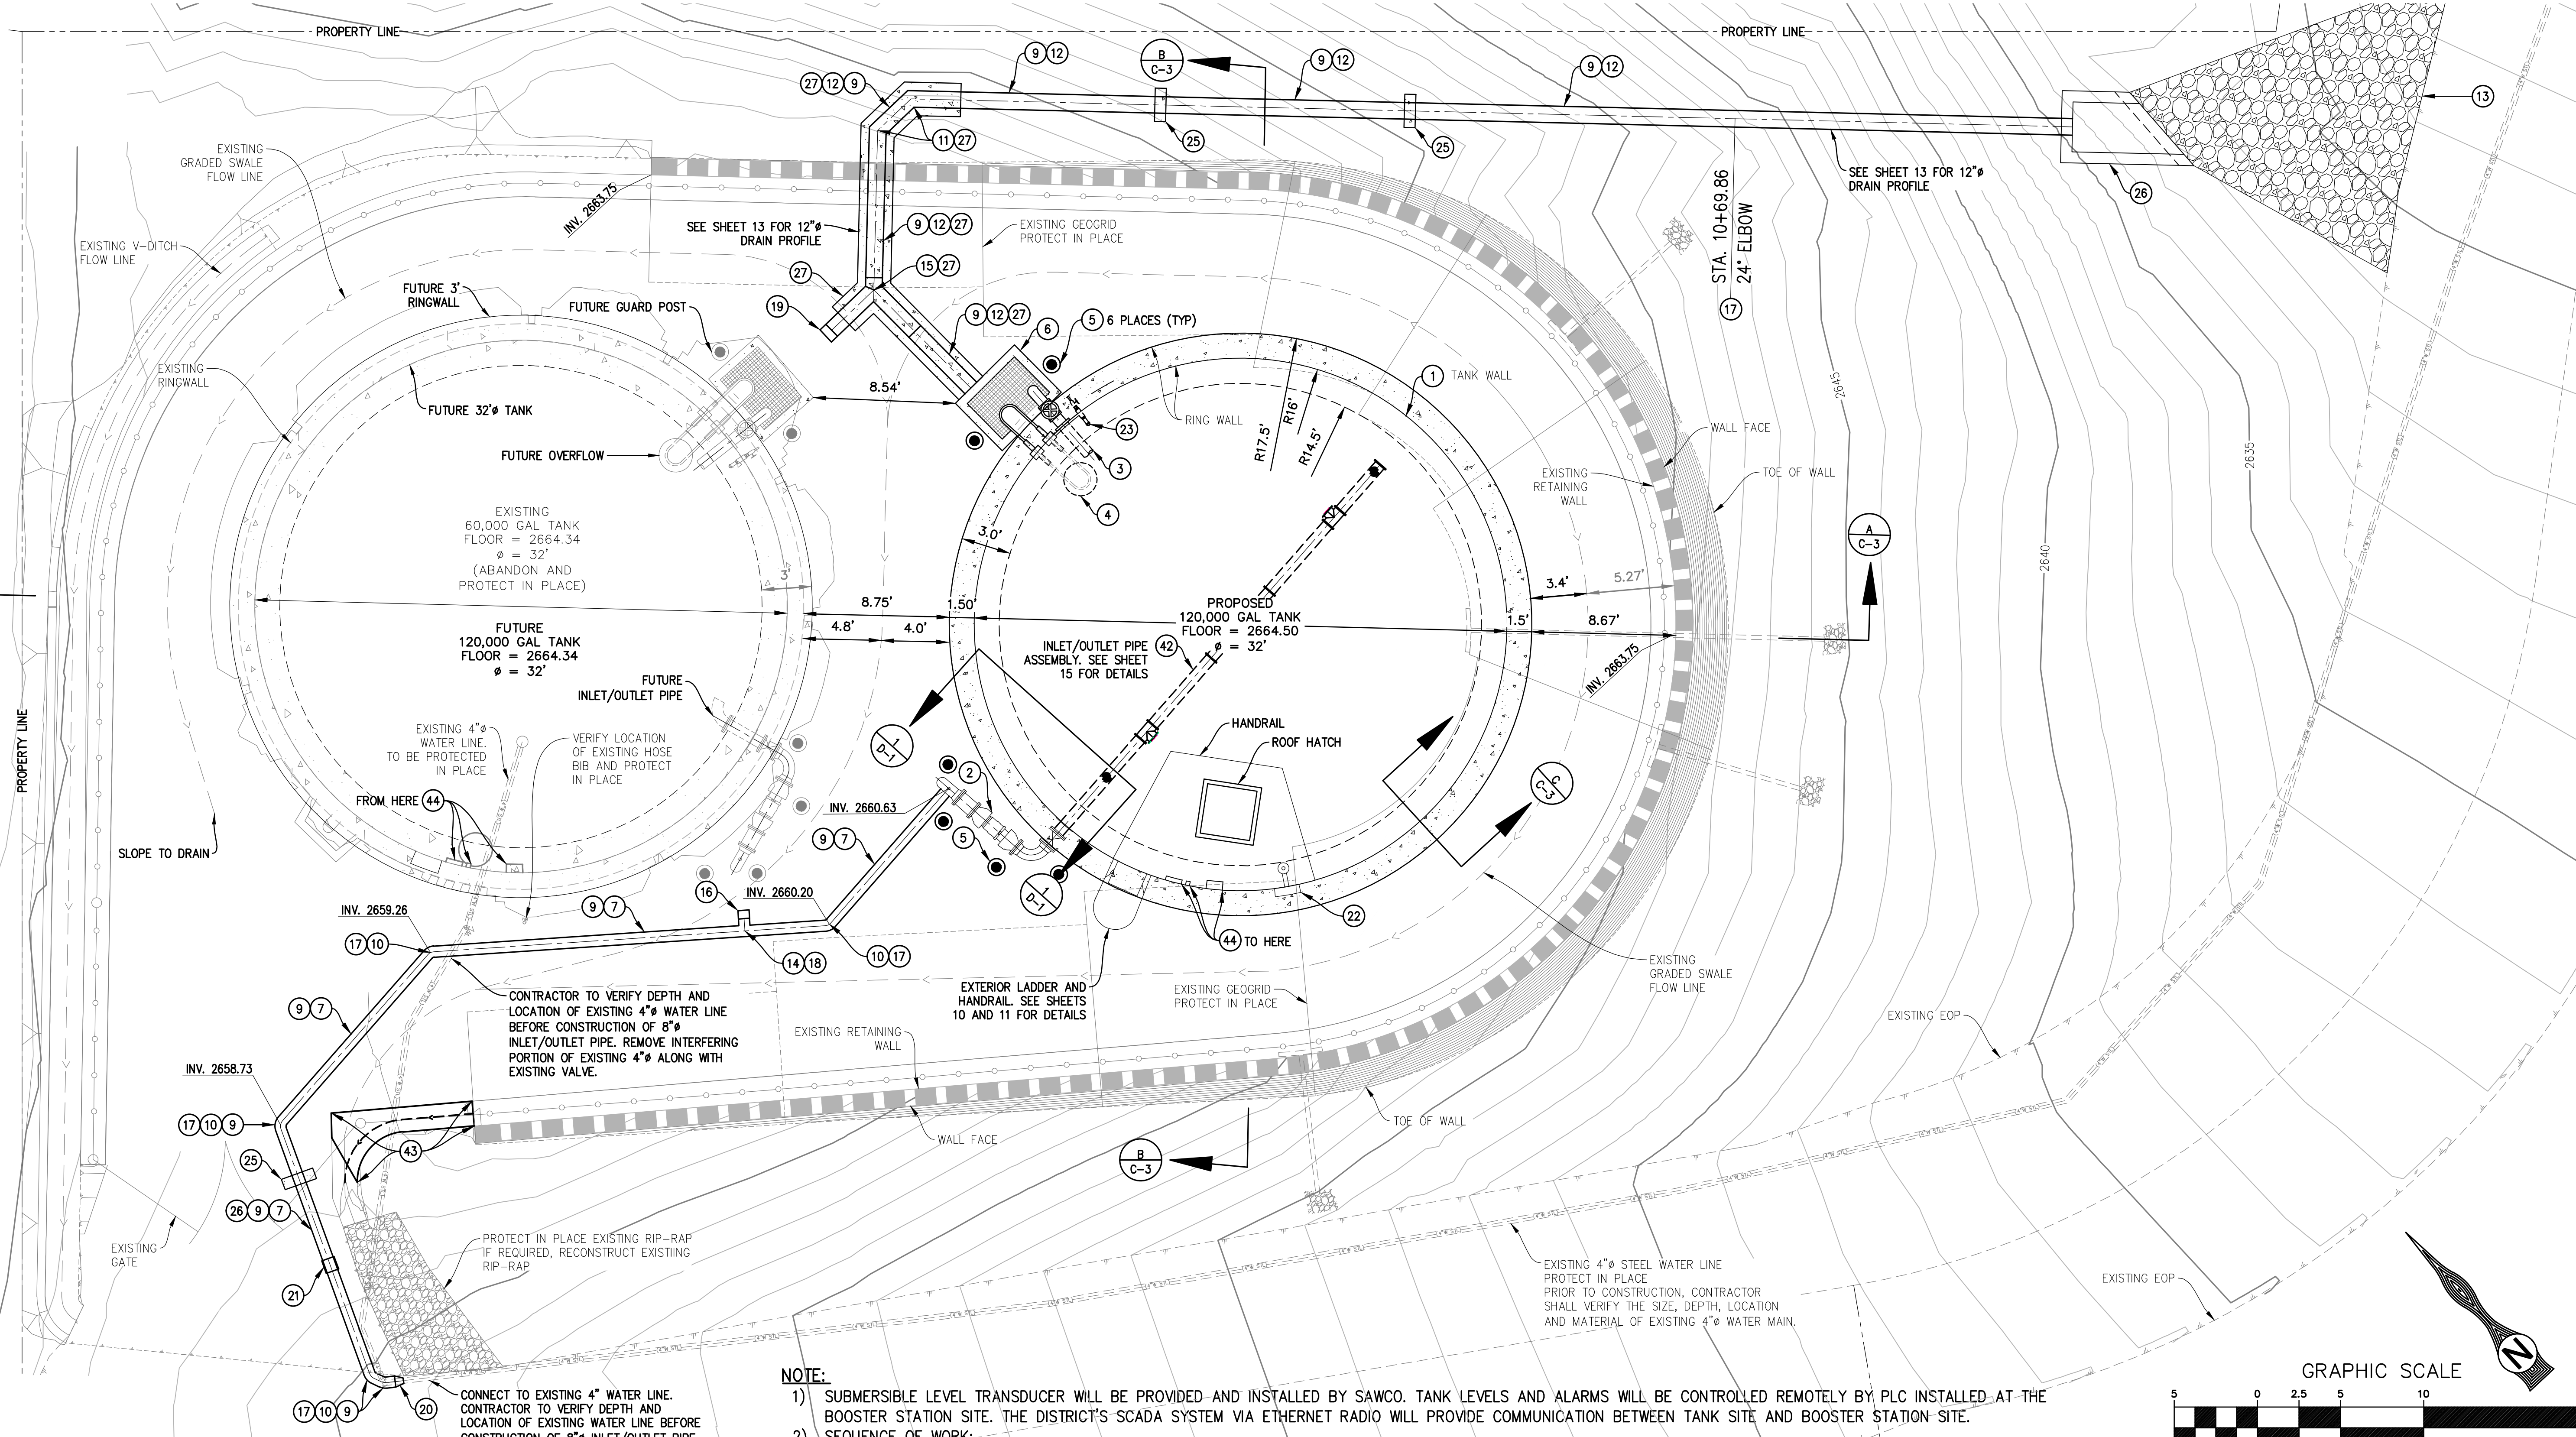 PROPERTY LINE
PROPERTY LINE
9 12
B
C-3
9 12
9 12
27 12 9
13
11 27
25
25
EXISTING
GRADED SWALE
FLOW LINE
INV. 2663.75
SEE SHEET 13 FOR 12"ø
DRAIN PROFILE
26
STA. 10+69.86
24° ELBOW
17
EXISTING V-DITCH
FLOW LINE
SEE SHEET 13 FOR 12"ø
DRAIN PROFILE
9 12 27
EXISTING GEOGRID
PROTECT IN PLACE
15 27
27
19
FUTURE 3'
RINGWALL
FUTURE GUARD POST
9 12 27
6
5 6 PLACES (TYP)
EXISTING
RINGWALL
FUTURE 32'ø TANK
8.54'
1 TANK WALL
RING WALL
R17.5'
R16'
R14.5'
23
3
4
FUTURE OVERFLOW
WALL FACE
TOE OF WALL
EXISTING
RETAINING
WALL
2645
2635
2640
A
C-3
EXISTING
60,000 GAL TANK
FLOOR = 2664.34
ø = 32'
(ABANDON AND
PROTECT IN PLACE)
3.0'
3'
8.75'
1.50'
4.8'
4.0'
PROPOSED
120,000 GAL TANK
FLOOR = 2664.50
ø = 32'
3.4'
5.27'
1.5'
8.67'
INV. 2663.75
FUTURE
120,000 GAL TANK
FLOOR = 2664.34
ø = 32'
INLET/OUTLET PIPE 42
ASSEMBLY. SEE SHEET
15 FOR DETAILS
FUTURE
INLET/OUTLET PIPE
PROPERTY LINE
EXISTING 4"ø
WATER LINE.
TO BE PROTECTED
IN PLACE
VERIFY LOCATION
OF EXISTING HOSE
BIB AND PROTECT
IN PLACE
1
D-1
HANDRAIL
ROOF HATCH
2
C
C-3
FROM HERE 44
INV. 2660.63
9 7
5
SLOPE TO DRAIN
1
D-1
16
INV. 2660.20
22
INV. 2659.26
9 7
17 10
14 18
10 17
44 TO HERE
EXISTING
GRADED SWALE
FLOW LINE
EXTERIOR LADDER AND
HANDRAIL. SEE SHEETS
10 AND 11 FOR DETAILS
EXISTING GEOGRID
PROTECT IN PLACE
9 7
CONTRACTOR TO VERIFY DEPTH AND
LOCATION OF EXISTING 4"ø WATER LINE
BEFORE CONSTRUCTION OF 8"ø
INLET/OUTLET PIPE. REMOVE INTERFERING
PORTION OF EXISTING 4"ø ALONG WITH
EXISTING VALVE.
EXISTING RETAINING
WALL
EXISTING EOP
INV. 2658.73
17 10 9
43
WALL FACE
TOE OF WALL
25
B
C-3
26 9 7
EXISTING
GATE
PROTECT IN PLACE EXISTING RIP-RAP
IF REQUIRED, RECONSTRUCT EXISTIING
RIP-RAP
21
EXISTING 4"ø STEEL WATER LINE
PROTECT IN PLACE
PRIOR TO CONSTRUCTION, CONTRACTOR
SHALL VERIFY THE SIZE, DEPTH, LOCATION
AND MATERIAL OF EXISTING 4"ø WATER MAIN.
EXISTING EOP
N
17 10 9
20
CONNECT TO EXISTING 4" WATER LINE.
CONTRACTOR TO VERIFY DEPTH AND
LOCATION OF EXISTING WATER LINE BEFORE
CONSTRUCTION OF 8"ø INLET/OUTLET PIPE
NOTE:
1) SUBMERSIBLE LEVEL TRANSDUCER WILL BE PROVIDED AND INSTALLED BY SAWCO. TANK LEVELS AND ALARMS WILL BE CONTROLLED REMOTELY BY PLC INSTALLED AT THE
BOOSTER STATION SITE. THE DISTRICT'S SCADA SYSTEM VIA ETHERNET RADIO WILL PROVIDE COMMUNICATION BETWEEN TANK SITE AND BOOSTER STATION SITE.
2) SEQUENCE OF WORK:
GRAPHIC SCALE
5 0 2.5 5 10